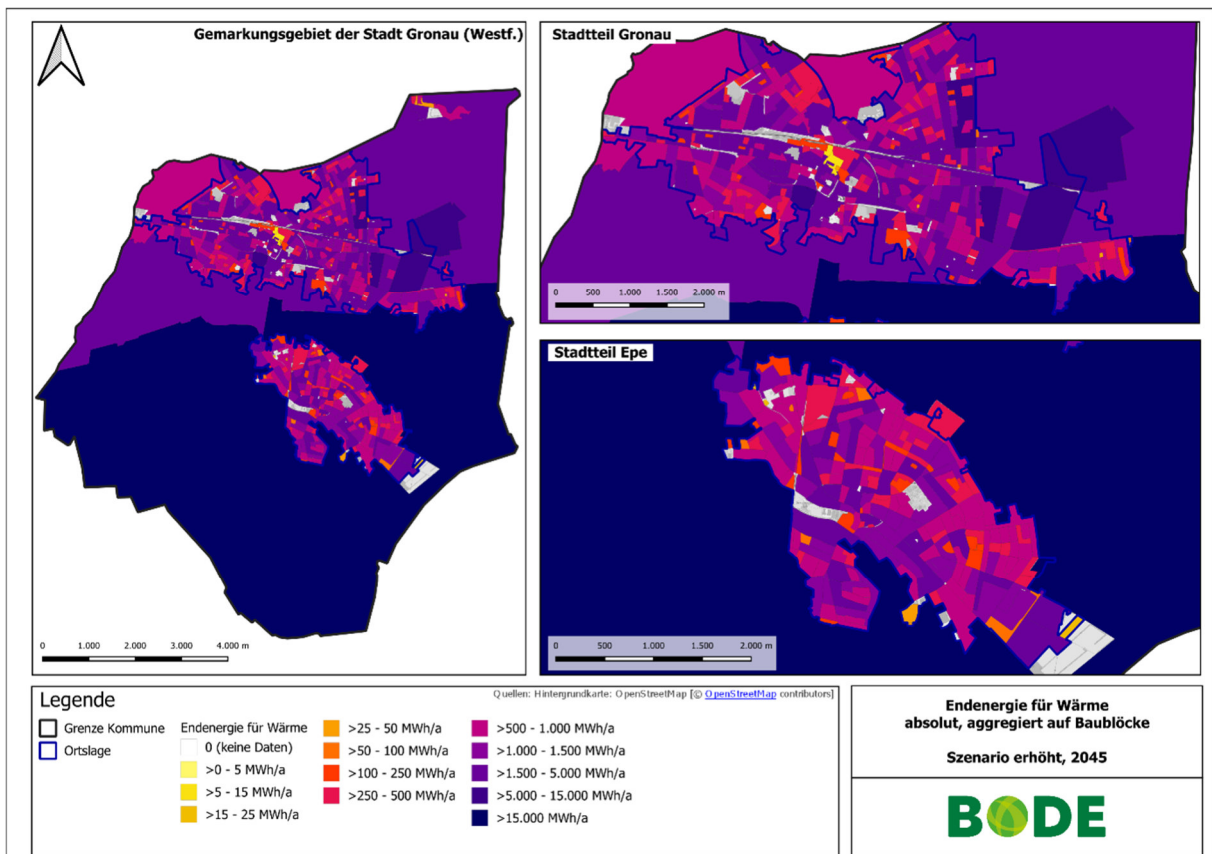 Gemarkungsgebiet der Stadt Gronau (Westf.)
0 1.000 2.000 3.000 4.000 m
Stadtteil Gronau
0 500 1.000 1.500 2.000 m
Stadtteil Epe
0 500 1.000 1.500 2.000 m
Legende
Quellen: Hintergrundkarte: OpenStreetMap [© OpenStreetMap contributors]
Grenze Kommune
Ortslage
Endenergie für Wärme
0 (keine Daten)
>0 - 5 MWh/a
>5 - 15 MWh/a
>15 - 25 MWh/a
>25 - 50 MWh/a
>50 - 100 MWh/a
>100 - 250 MWh/a
>250 - 500 MWh/a
>500 - 1.000 MWh/a
>1.000 - 1.500 MWh/a
>1.500 - 5.000 MWh/a
>5.000 - 15.000 MWh/a
>15.000 MWh/a
Endenergie für Wärme
absolut, aggregiert auf Baublöcke
Szenario erhöht, 2045
BODE